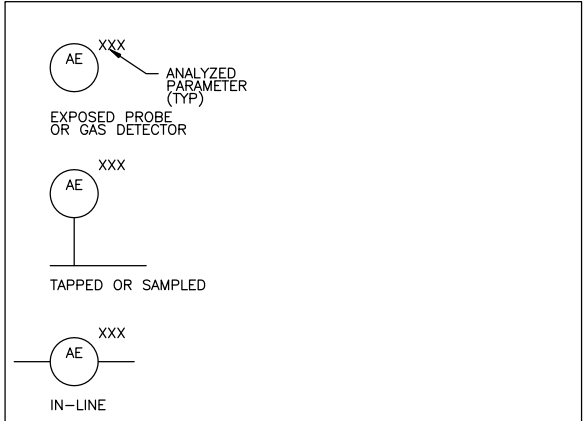 AE XXX
ANALYZED
PARAMETER
(TYP)
EXPOSED PROBE
OR GAS DETECTOR
XXX
AE
TAPPED OR SAMPLED
XXX
AE
IN-LINE